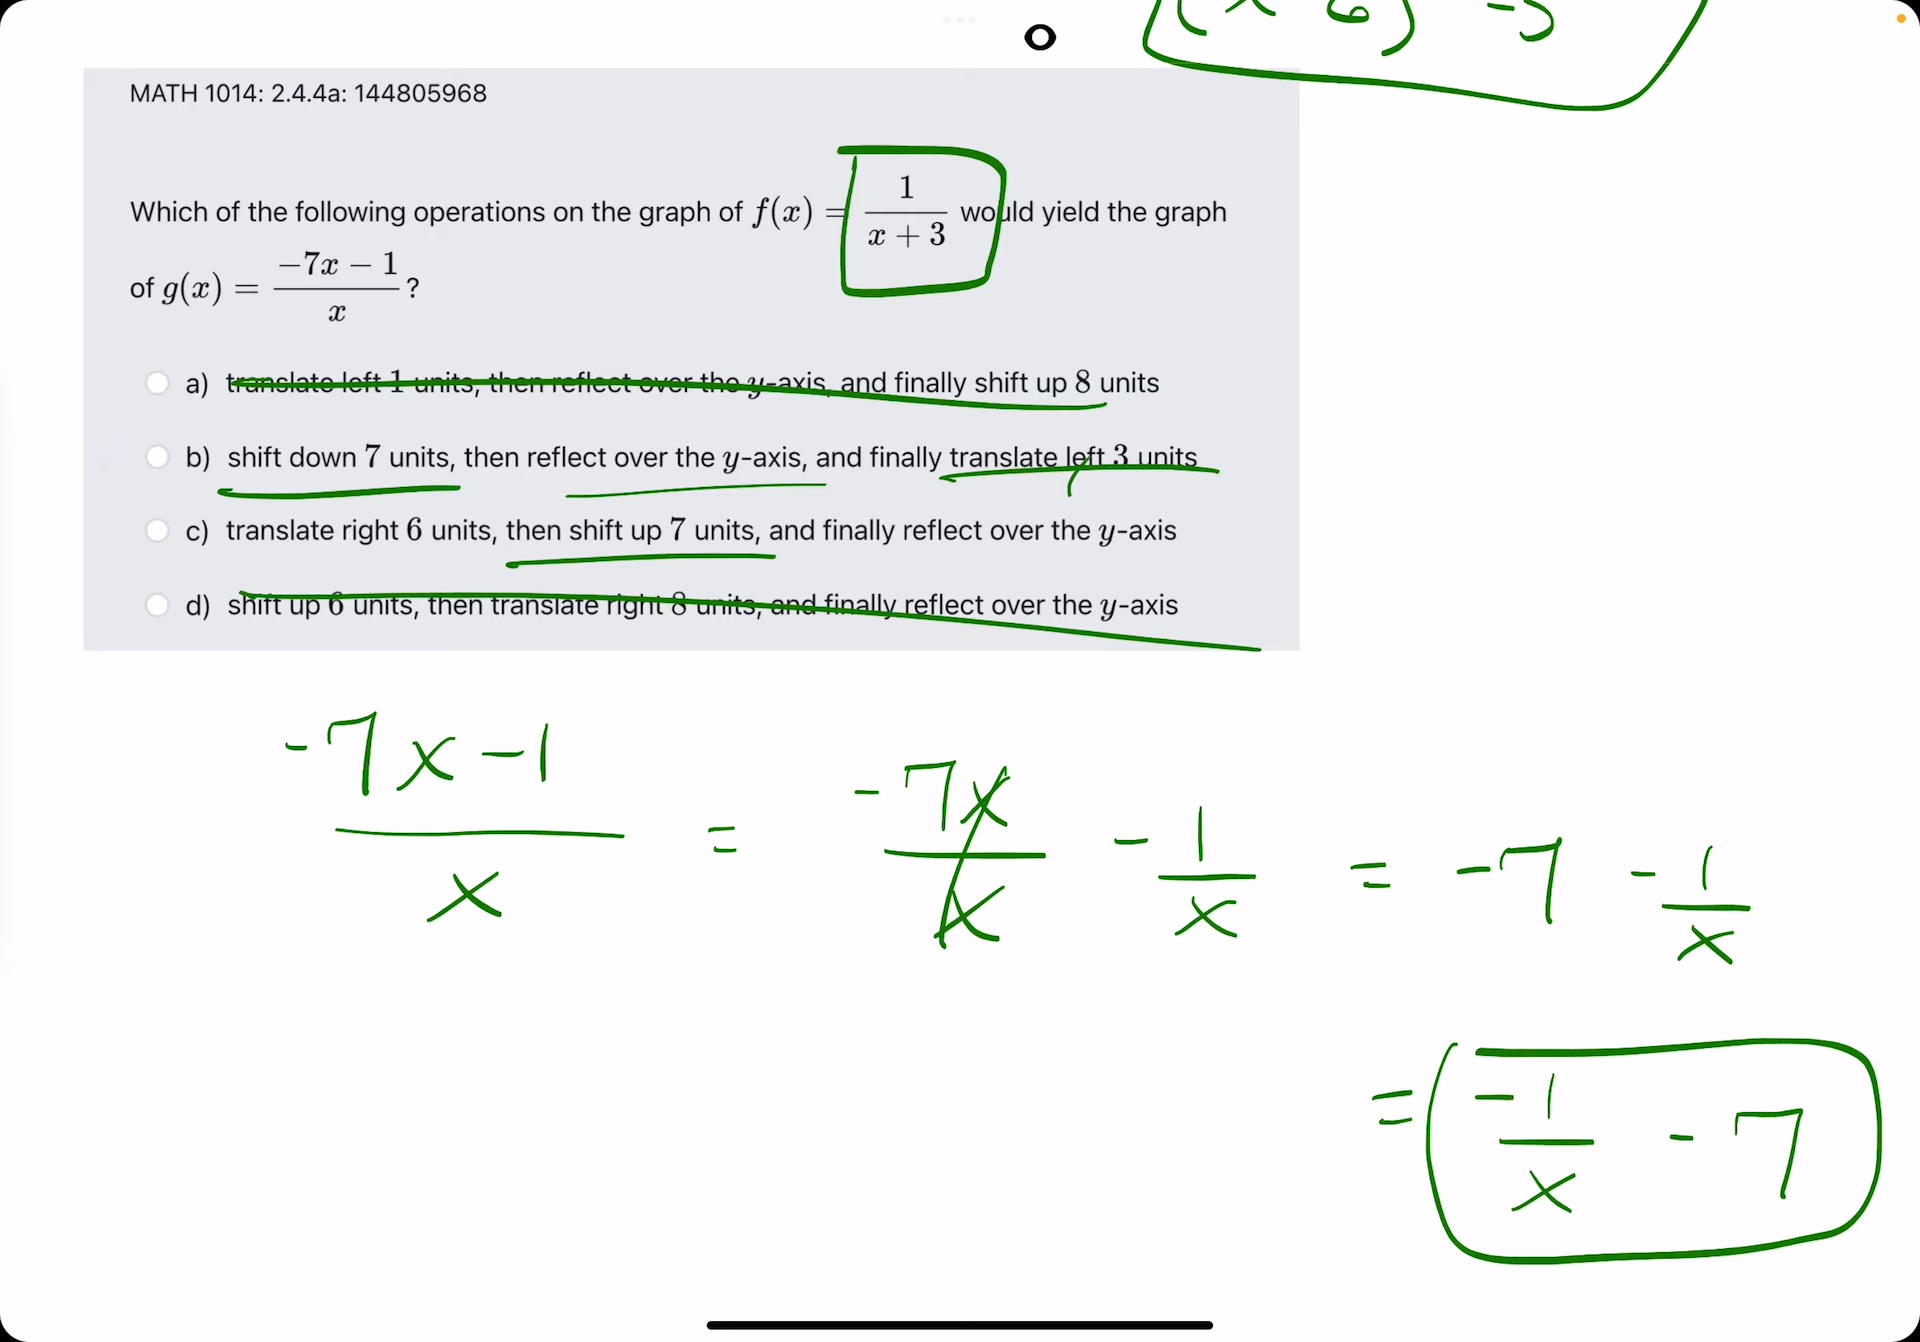 (x 6) -5
MATH 1014: 2.4.4a: 144805968
Which of the following operations on the graph of f(x) = 1/(x + 3) would yield the graph
of g(x) = (−7x − 1)/x ?
a) translate left 1 units, then reflect over the y-axis, and finally shift up 8 units
b) shift down 7 units, then reflect over the y-axis, and finally translate left 3 units
c) translate right 6 units, then shift up 7 units, and finally reflect over the y-axis
d) shift up 6 units, then translate right 8 units, and finally reflect over the y-axis
(-7x-1)/x = -7x/x - 1/x = -7 - 1/x
= -1/x - 7